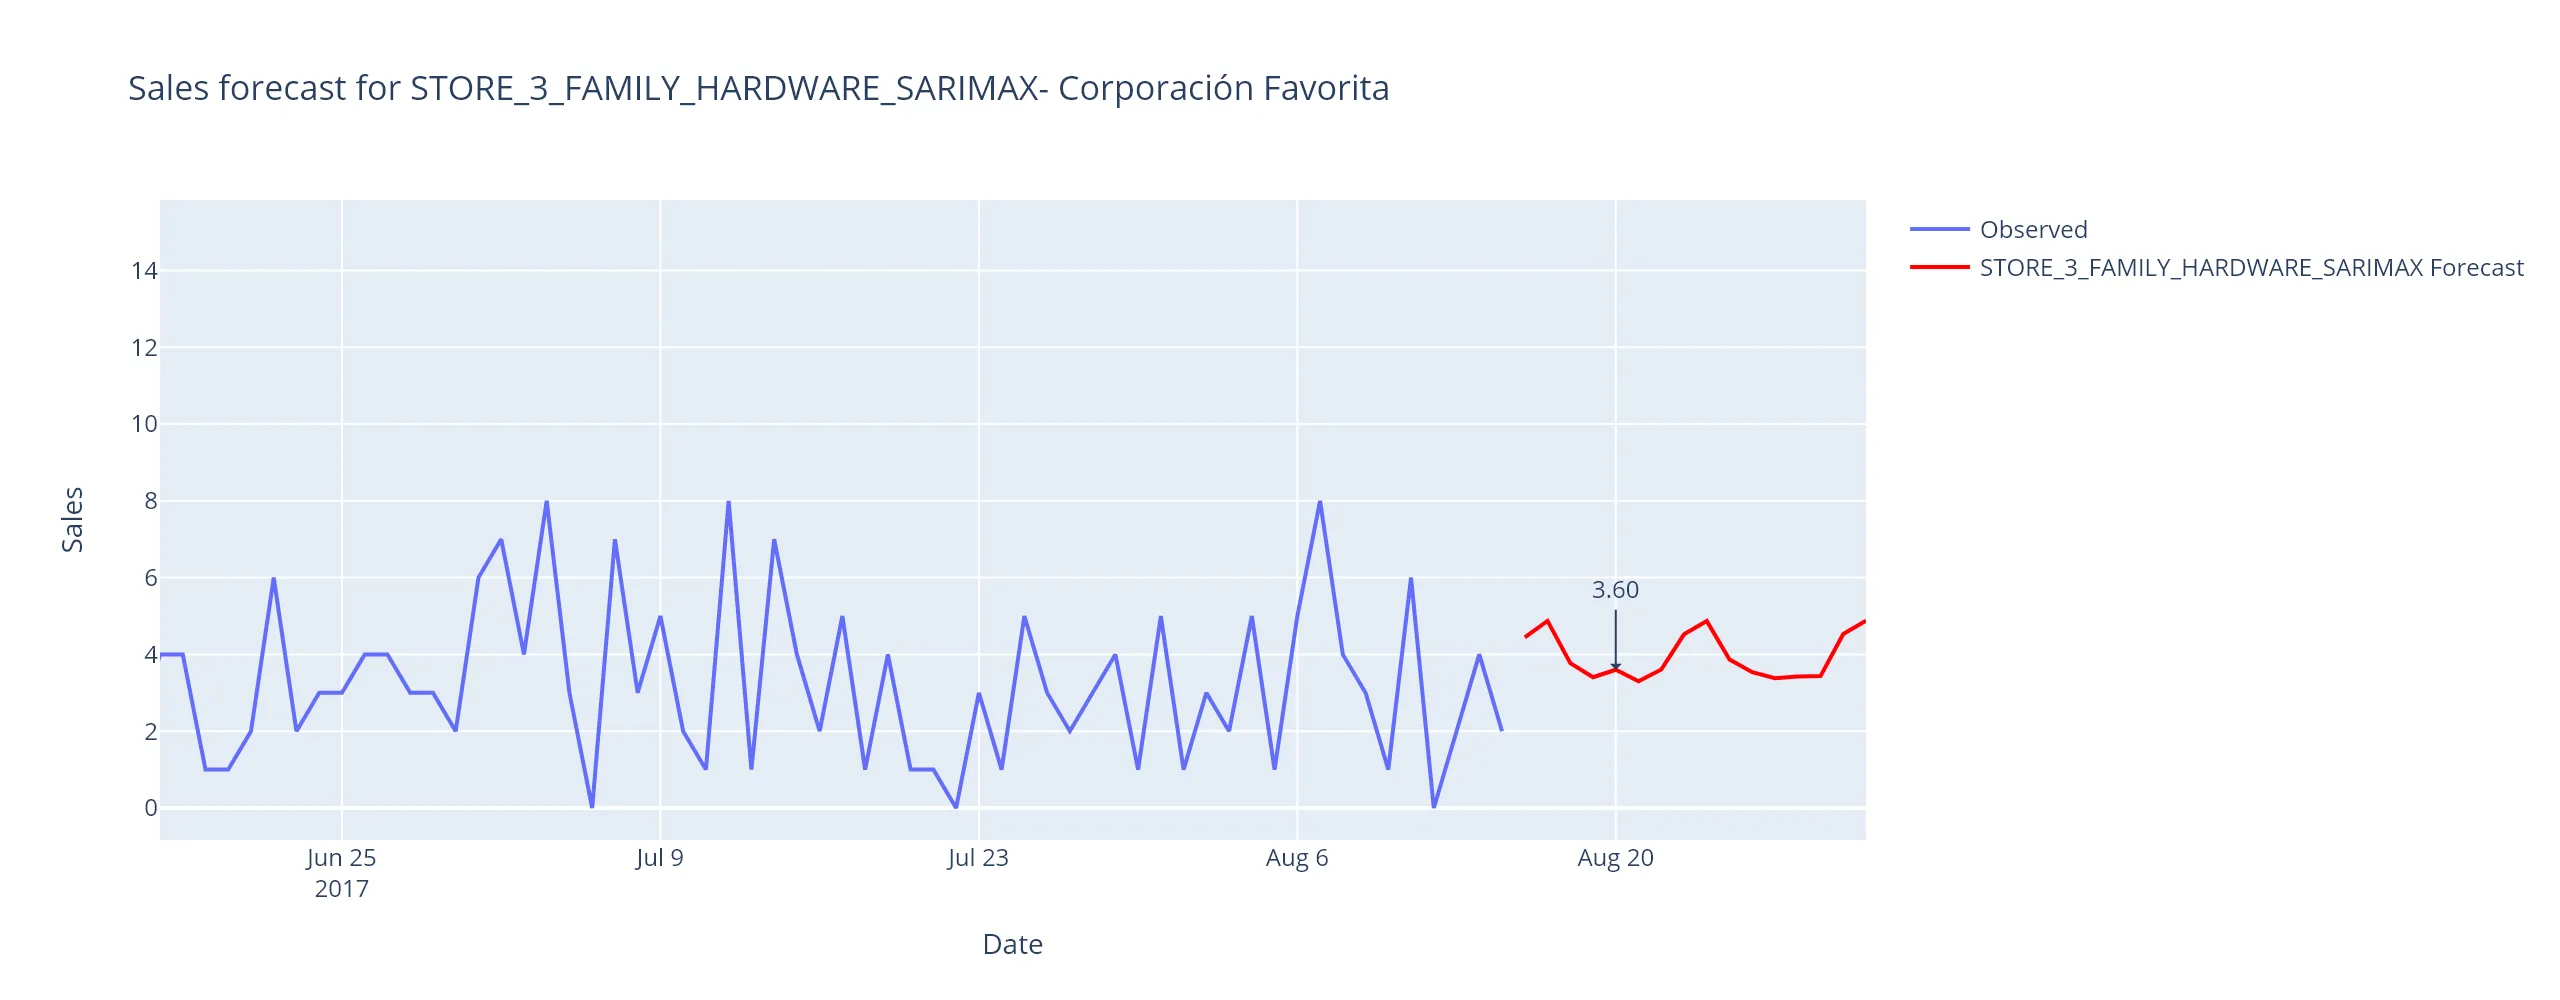 Sales forecast for STORE_3_FAMILY_HARDWARE_SARIMAX- Corporación Favorita
Observed
STORE_3_FAMILY_HARDWARE_SARIMAX Forecast
14
12
10
8
6
4
2
0
Sales
3.60
Jun 25
2017
Jul 9
Jul 23
Aug 6
Aug 20
Date